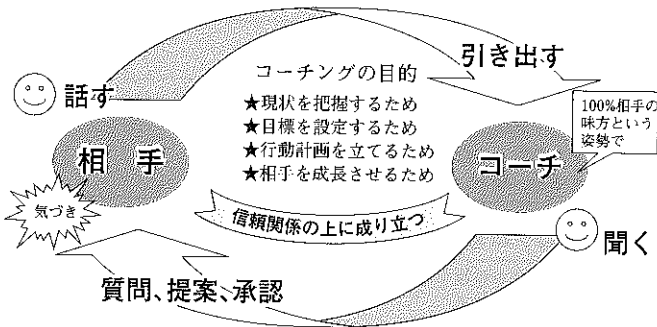 引き出す
コーチングの目的
話す
★現状を把握するため
★目標を設定するため
★行動計画を立てるため
★相手を成長させるため
100%相手の
味方という
姿勢で
相 手
コーチ
気づき
信頼関係の上に成り立つ
聞く
質問、提案、承認